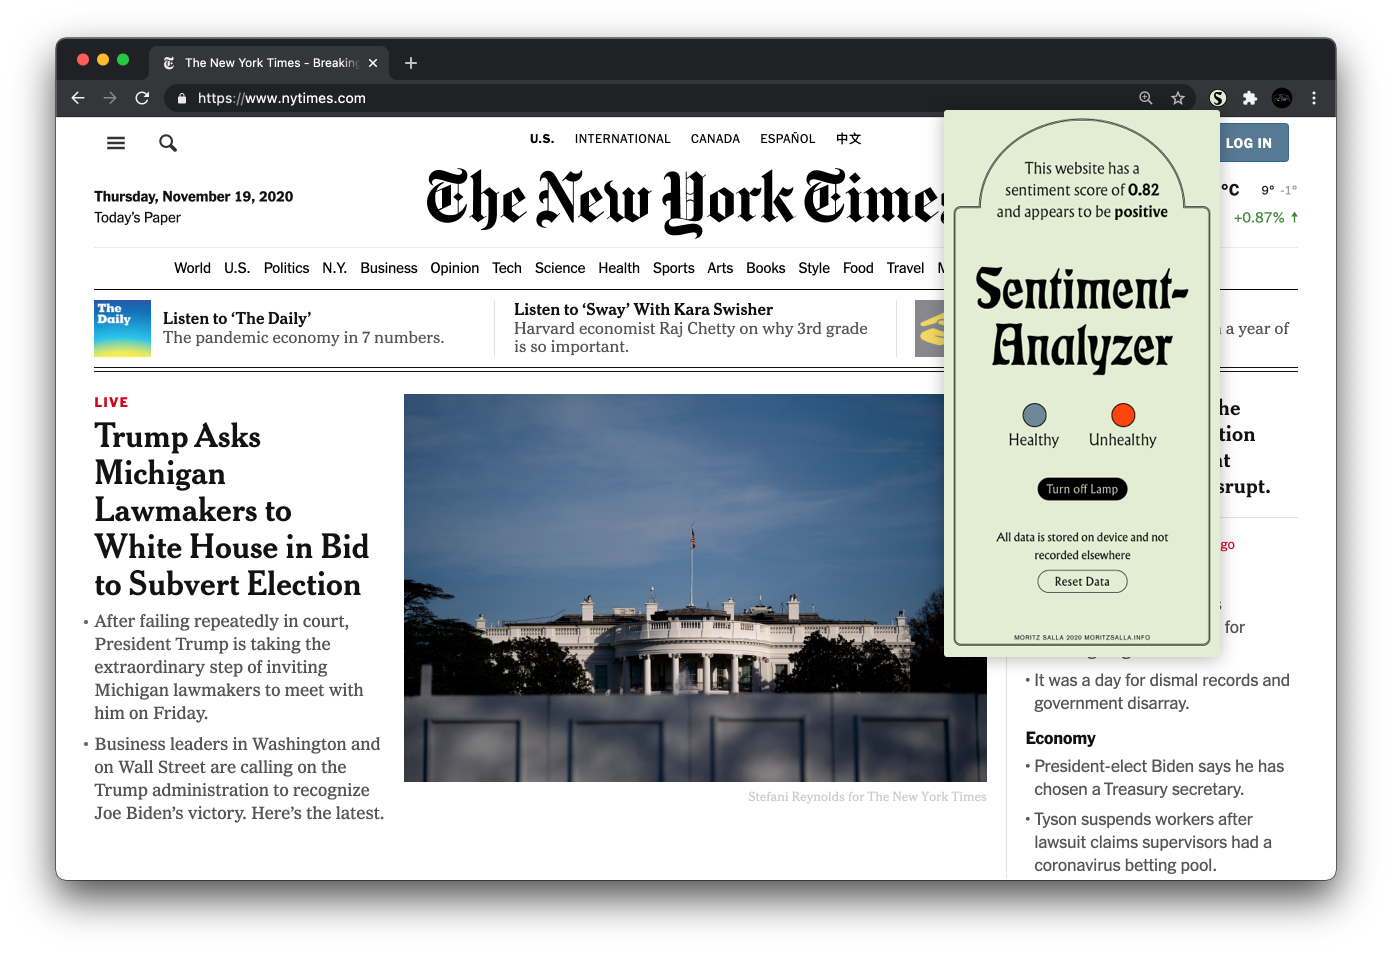 The New York Times - Breaking
https://www.nytimes.com
U.S. INTERNATIONAL CANADA ESPAÑOL 中文
LOG IN
Thursday, November 19, 2020
Today's Paper
The New York Times
°C 9° -1°
+0.87% ↑
World U.S. Politics N.Y. Business Opinion Tech Science Health Sports Arts Books Style Food Travel
The Daily
Listen to ‘The Daily’
The pandemic economy in 7 numbers.
Listen to ‘Sway’ With Kara Swisher
Harvard economist Raj Chetty on why 3rd grade
is so important.
a year of
LIVE
Trump Asks
Michigan
Lawmakers to
White House in Bid
to Subvert Election
• After failing repeatedly in court,
President Trump is taking the
extraordinary step of inviting
Michigan lawmakers to meet with
him on Friday.
• Business leaders in Washington and
on Wall Street are calling on the
Trump administration to recognize
Joe Biden’s victory. Here’s the latest.
Stefani Reynolds for The New York Times
This website has a
sentiment score of 0.82
and appears to be positive
Sentiment-
Analyzer
Healthy Unhealthy
Turn off Lamp
All data is stored on device and not
recorded elsewhere
Reset Data
MORITZ SALLA 2020 MORITZSALLA.INFO
for
• It was a day for dismal records and
government disarray.
Economy
• President-elect Biden says he has
chosen a Treasury secretary.
• Tyson suspends workers after
lawsuit claims supervisors had a
coronavirus betting pool.